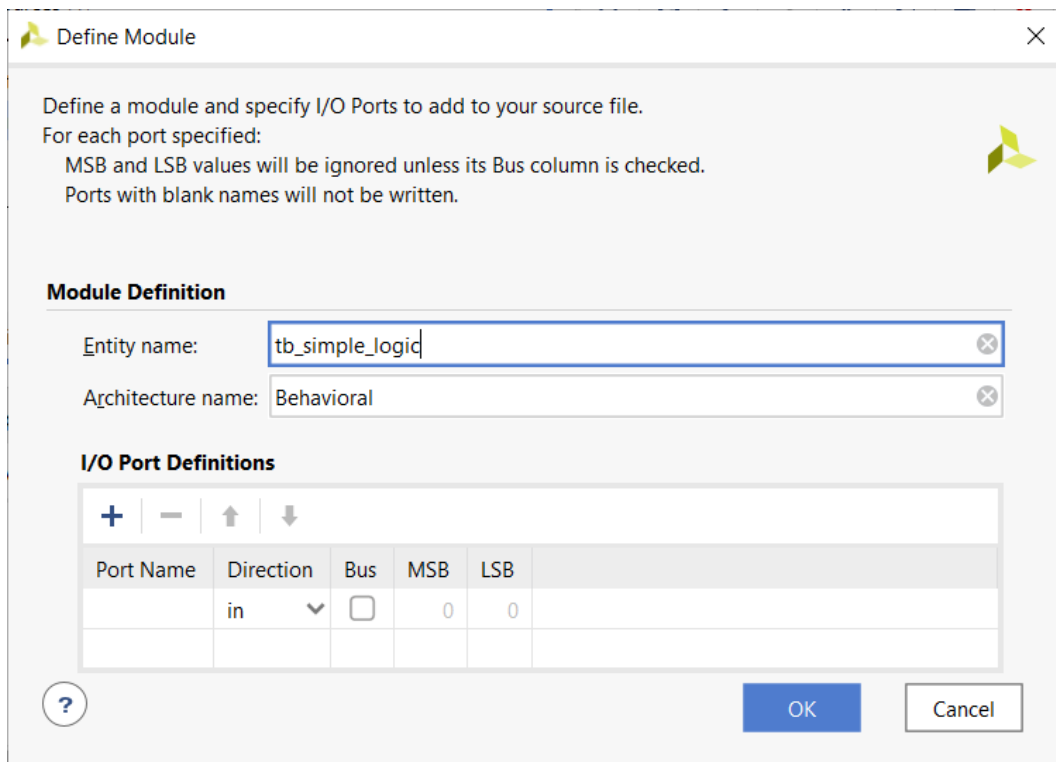 Define Module
Define a module and specify I/O Ports to add to your source file.
For each port specified:
MSB and LSB values will be ignored unless its Bus column is checked.
Ports with blank names will not be written.
Module Definition
Entity name: tb_simple_logic
Architecture name: Behavioral
I/O Port Definitions
Port Name Direction Bus MSB LSB
in 0 0
? OK Cancel